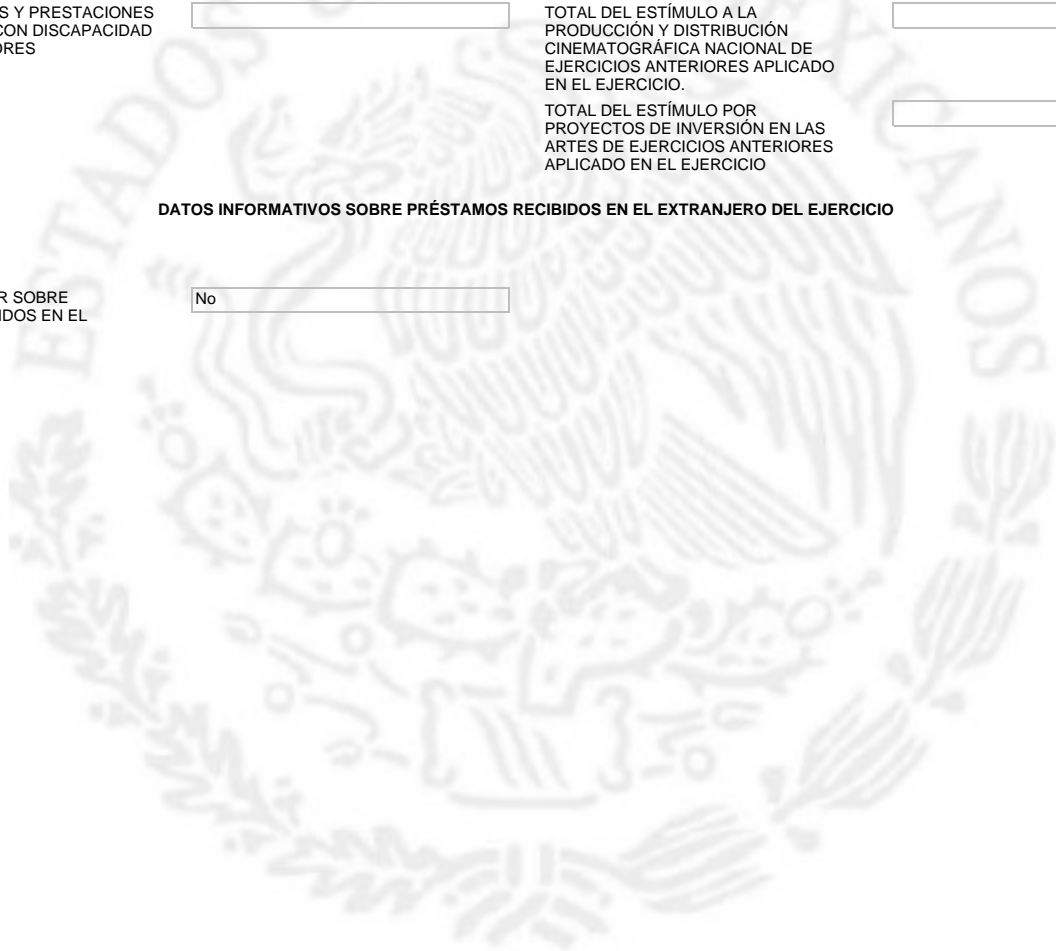 S Y PRESTACIONES
CON DISCAPACIDAD
ORES
TOTAL DEL ESTÍMULO A LA
PRODUCCIÓN Y DISTRIBUCIÓN
CINEMATOGRÁFICA NACIONAL DE
EJERCICIOS ANTERIORES APLICADO
EN EL EJERCICIO.
TOTAL DEL ESTÍMULO POR
PROYECTOS DE INVERSIÓN EN LAS
ARTES DE EJERCICIOS ANTERIORES
APLICADO EN EL EJERCICIO
DATOS INFORMATIVOS SOBRE PRÉSTAMOS RECIBIDOS EN EL EXTRANJERO DEL EJERCICIO
R SOBRE
IDOS EN EL
No
ESTADOS
XICANOS